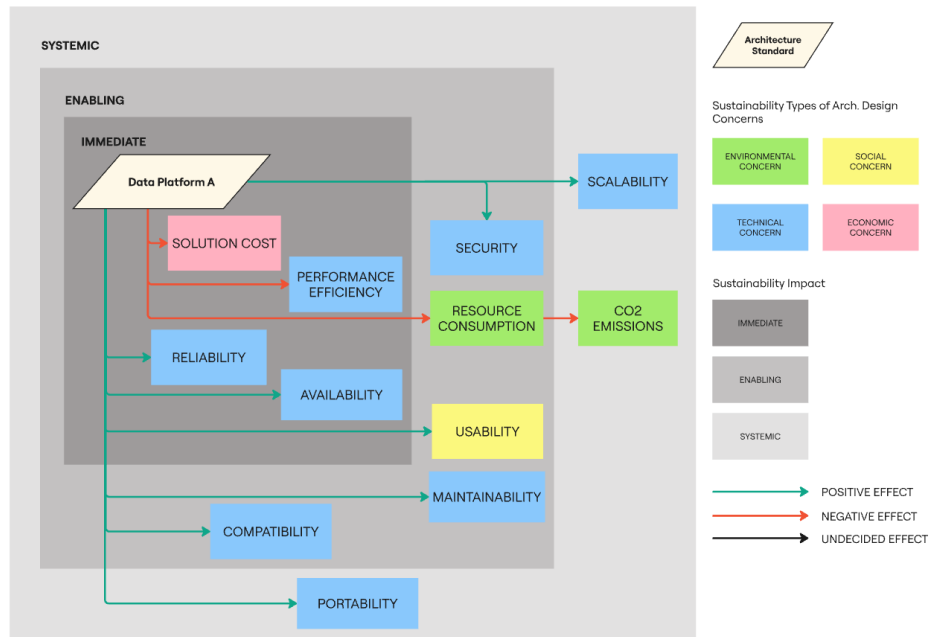 SYSTEMIC
ENABLING
IMMEDIATE
Data Platform A
SCALABILITY
SOLUTION COST
SECURITY
PERFORMANCE
EFFICIENCY
RESOURCE
CONSUMPTION
CO2
EMISSIONS
RELIABILITY
AVAILABILITY
USABILITY
MAINTAINABILITY
COMPATIBILITY
PORTABILITY
Architecture
Standard
Sustainability Types of Arch. Design
Concerns
ENVIRONMENTAL
CONCERN
SOCIAL
CONCERN
TECHNICAL
CONCERN
ECONOMIC
CONCERN
Sustainability Impact
IMMEDIATE
ENABLING
SYSTEMIC
POSITIVE EFFECT
NEGATIVE EFFECT
UNDECIDED EFFECT